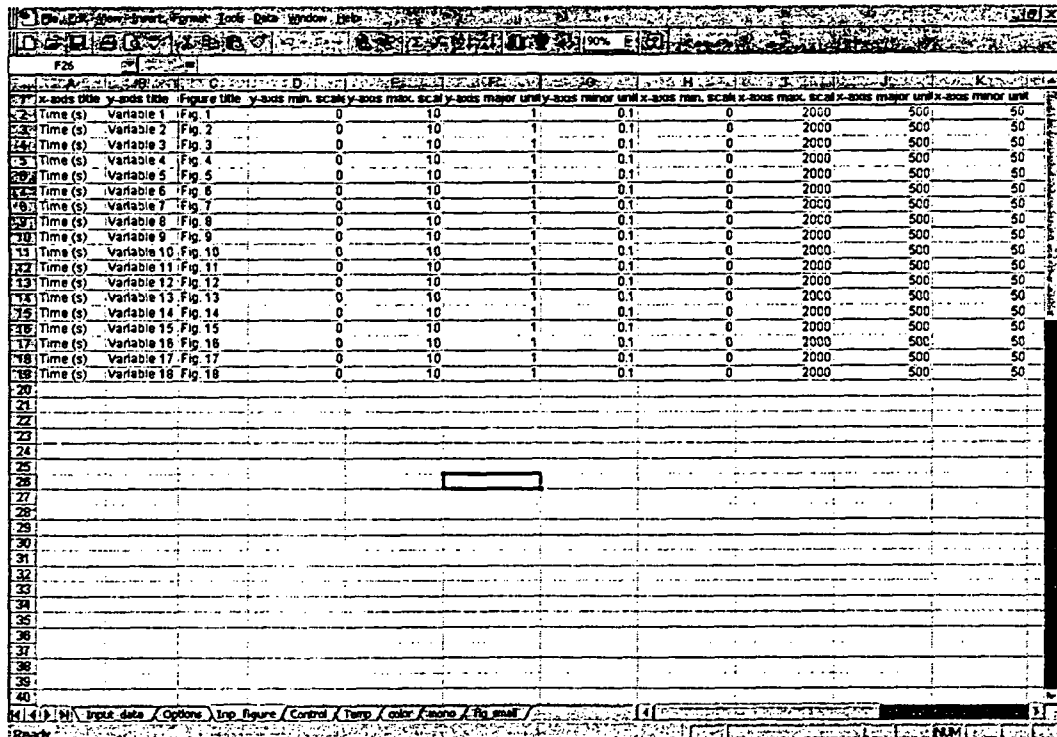 File Edit View Insert Format Tools Data Window Help
90%
F26
A B C D E F G H I J K
1 x-axis title y-axis title Figure title y-axis min. scale y-axis max. scal y-axis major unit y-axis minor unit x-axis min. scale x-axis max. scal x-axis major unit x-axis minor unit
2 Time (s) Variable 1 Fig. 1 0 10 1 0.1 0 2000 500 50
3 Time (s) Variable 2 Fig. 2 0 10 1 0.1 0 2000 500 50
4 Time (s) Variable 3 Fig. 3 0 10 1 0.1 0 2000 500 50
5 Time (s) Variable 4 Fig. 4 0 10 1 0.1 0 2000 500 50
6 Time (s) Variable 5 Fig. 5 0 10 1 0.1 0 2000 500 50
7 Time (s) Variable 6 Fig. 6 0 10 1 0.1 0 2000 500 50
8 Time (s) Variable 7 Fig. 7 0 10 1 0.1 0 2000 500 50
9 Time (s) Variable 8 Fig. 8 0 10 1 0.1 0 2000 500 50
10 Time (s) Variable 9 Fig. 9 0 10 1 0.1 0 2000 500 50
11 Time (s) Variable 10 Fig. 10 0 10 1 0.1 0 2000 500 50
12 Time (s) Variable 11 Fig. 11 0 10 1 0.1 0 2000 500 50
13 Time (s) Variable 12 Fig. 12 0 10 1 0.1 0 2000 500 50
14 Time (s) Variable 13 Fig. 13 0 10 1 0.1 0 2000 500 50
15 Time (s) Variable 14 Fig. 14 0 10 1 0.1 0 2000 500 50
16 Time (s) Variable 15 Fig. 15 0 10 1 0.1 0 2000 500 50
17 Time (s) Variable 16 Fig. 16 0 10 1 0.1 0 2000 500 50
18 Time (s) Variable 17 Fig. 17 0 10 1 0.1 0 2000 500 50
19 Time (s) Variable 18 Fig. 18 0 10 1 0.1 0 2000 500 50
20
21
22
23
24
25
26
27
28
29
30
31
32
33
34
35
36
37
38
39
40
Input_data Options Inp_figure Control Temp color mono fig_small
Ready NUM